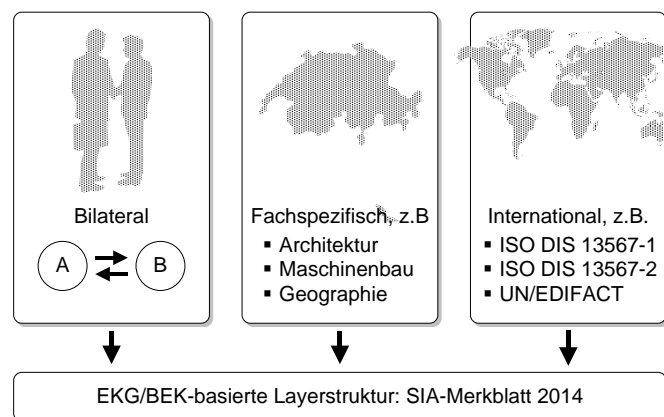 Bilateral
A
B
Fachspezifisch, z.B
▪ Architektur
▪ Maschinenbau
▪ Geographie
International, z.B.
▪ ISO DIS 13567-1
▪ ISO DIS 13567-2
▪ UN/EDIFACT
EKG/BEK-basierte Layerstruktur: SIA-Merkblatt 2014